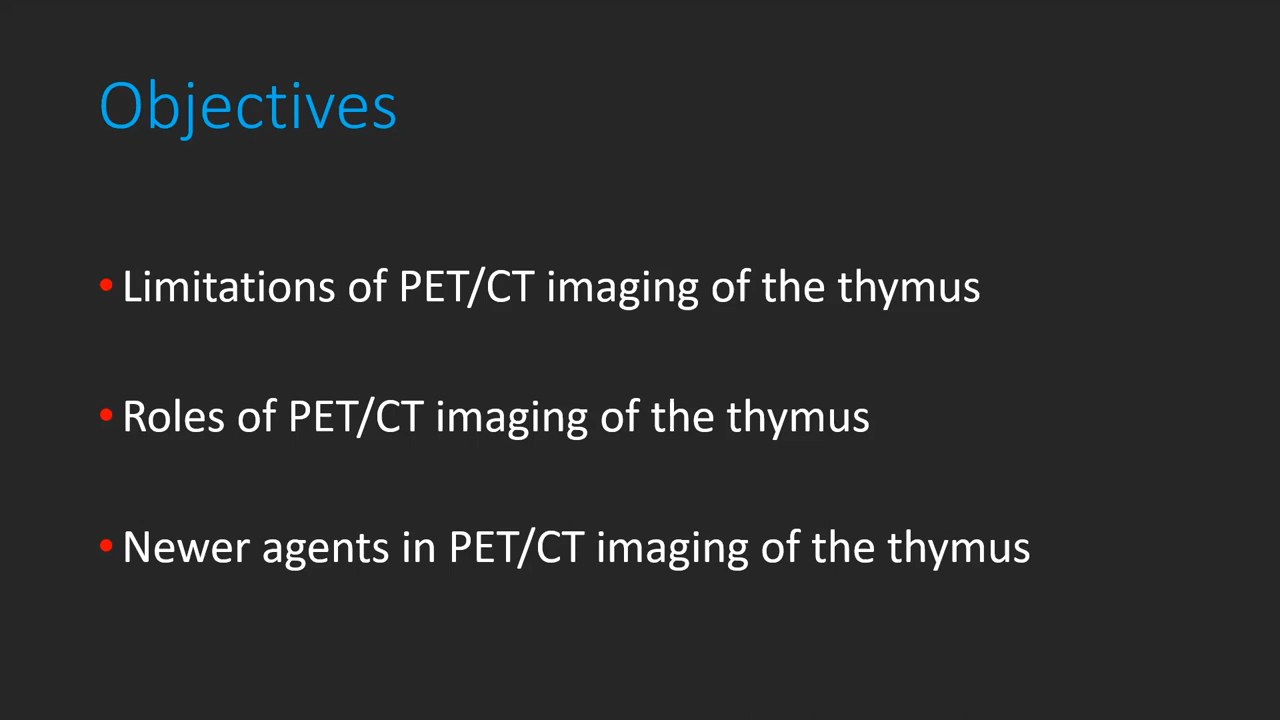 Objectives
• Limitations of PET/CT imaging of the thymus
• Roles of PET/CT imaging of the thymus
• Newer agents in PET/CT imaging of the thymus